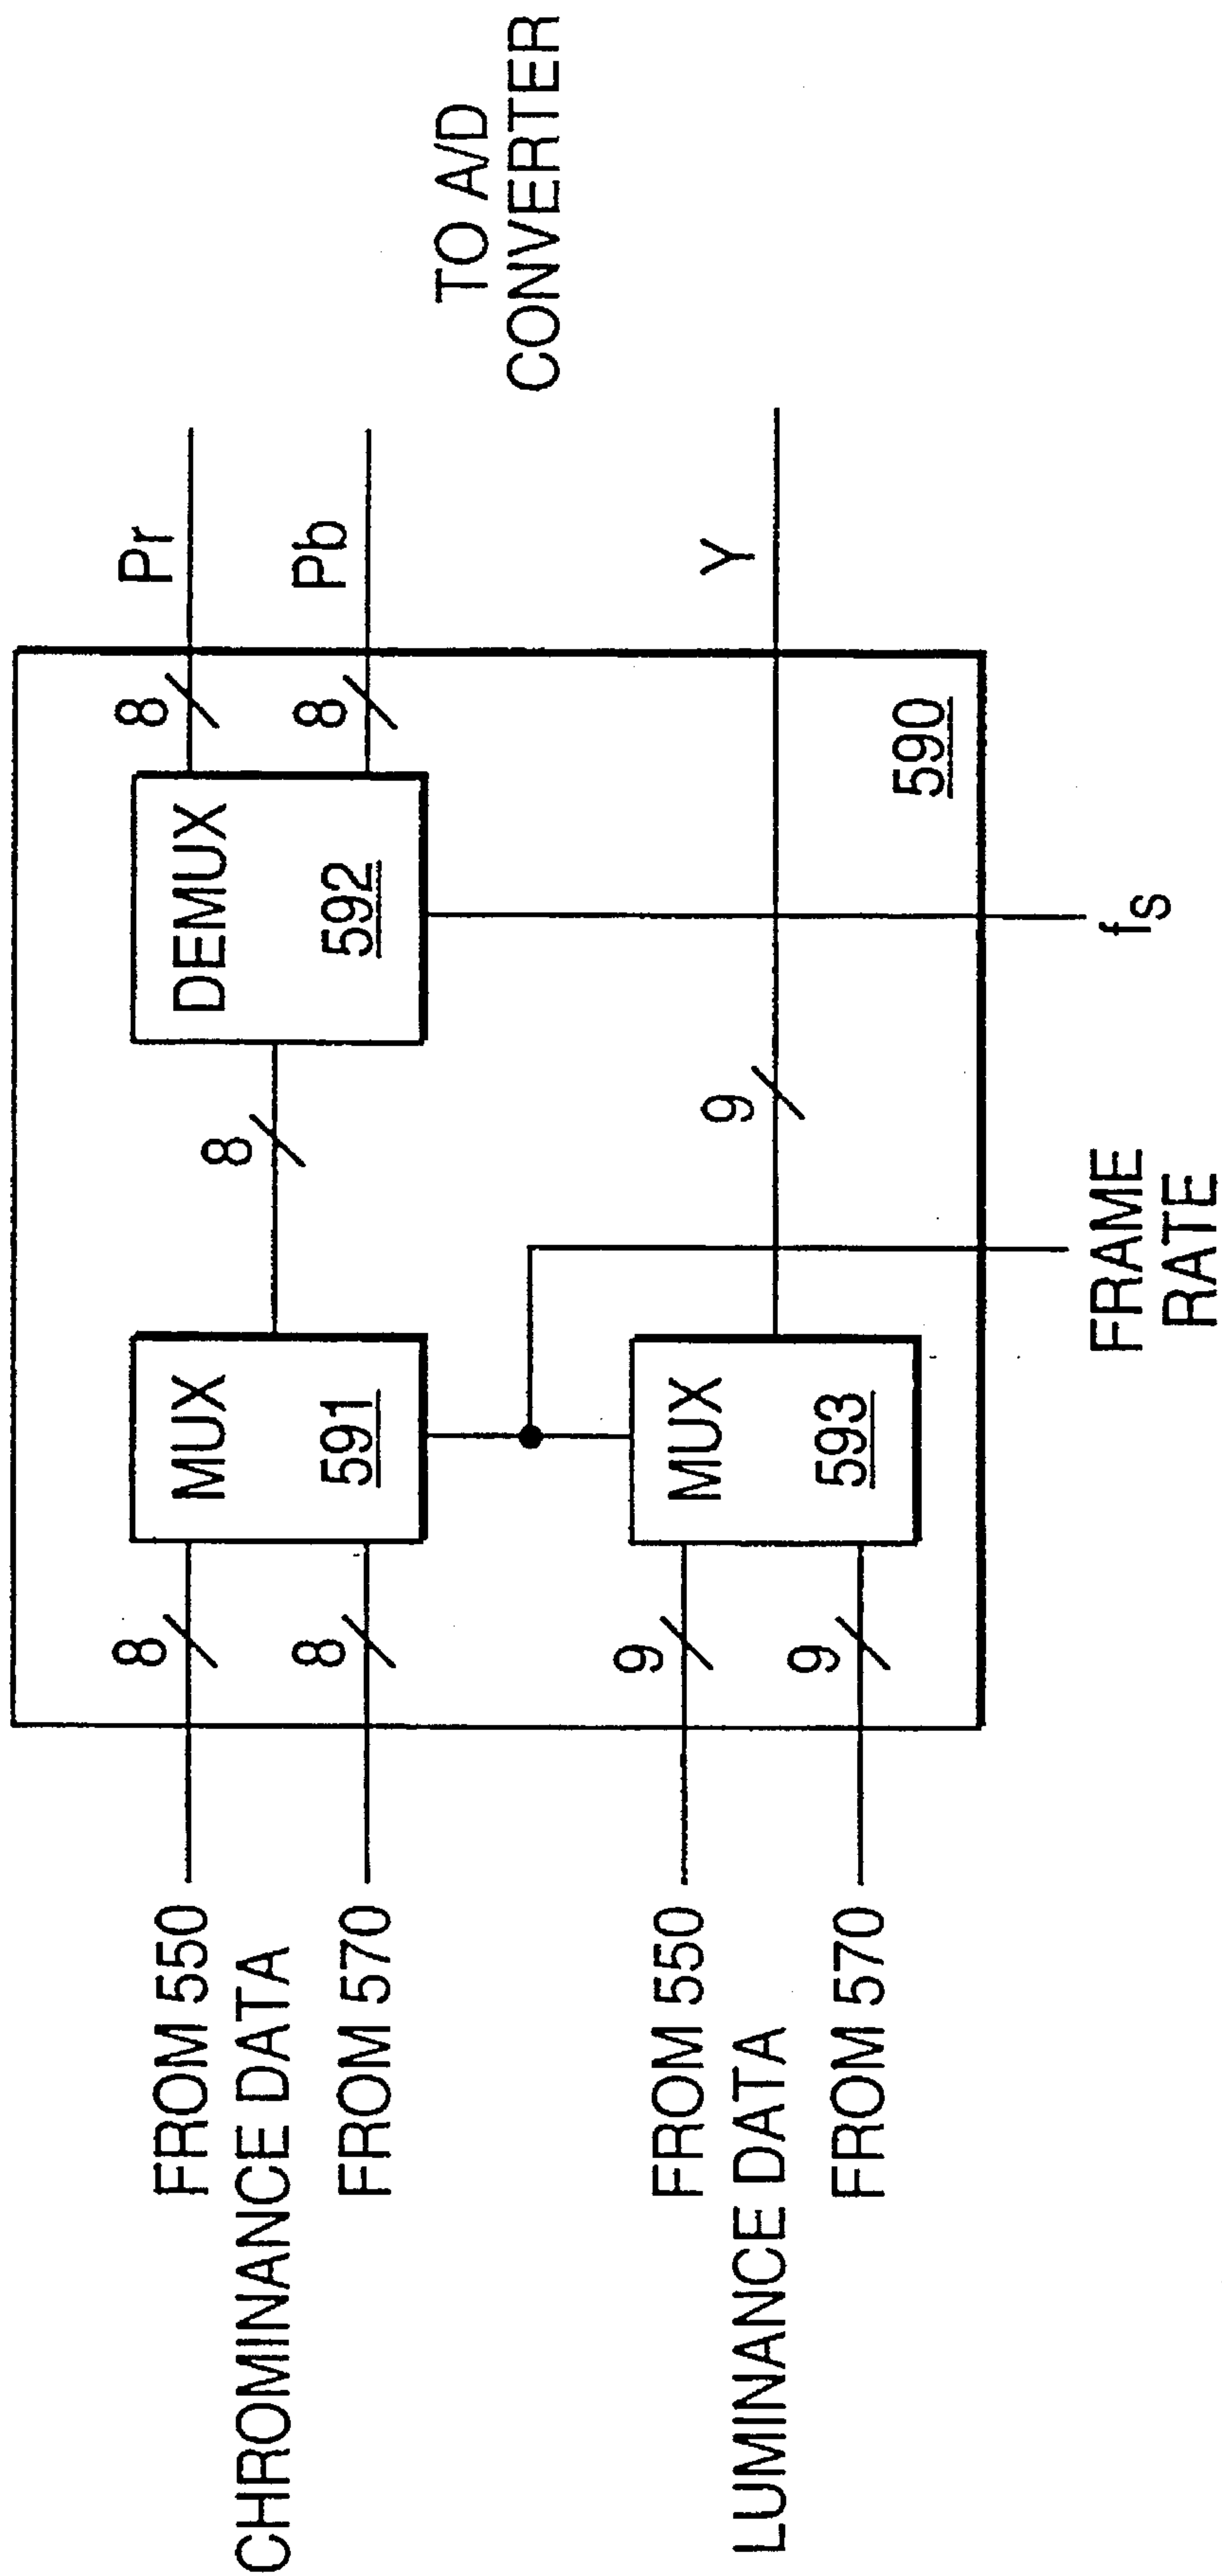 FROM 550
CHROMINANCE DATA
FROM 570
FROM 550
LUMINANCE DATA
FROM 570
8
8
9
9
MUX
591
MUX
593
8
9
FRAME
RATE
DEMUX
592
fs
8
8
590
Pr
Pb
Y
TO A/D
CONVERTER